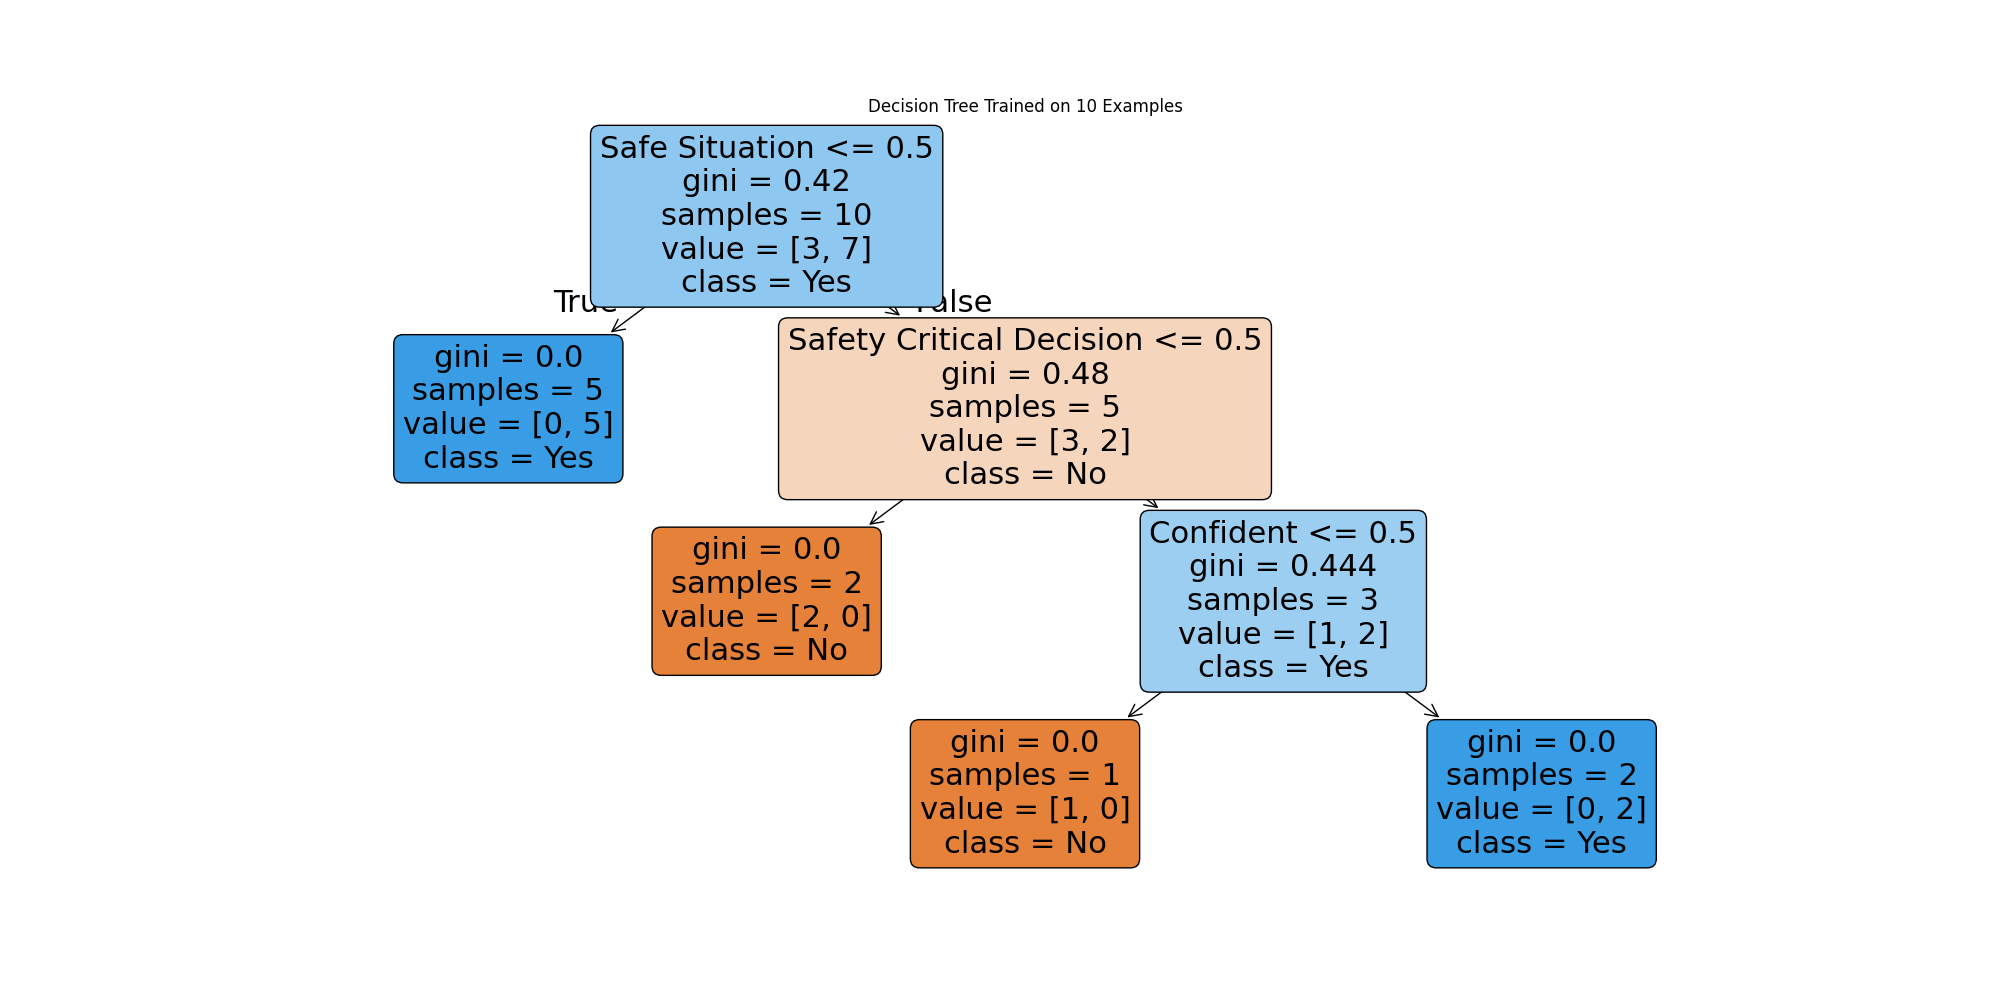 Decision Tree Trained on 10 Examples
Safe Situation <= 0.5
gini = 0.42
samples = 10
value = [3, 7]
class = Yes
True
False
gini = 0.0
samples = 5
value = [0, 5]
class = Yes
Safety Critical Decision <= 0.5
gini = 0.48
samples = 5
value = [3, 2]
class = No
gini = 0.0
samples = 2
value = [2, 0]
class = No
Confident <= 0.5
gini = 0.444
samples = 3
value = [1, 2]
class = Yes
gini = 0.0
samples = 1
value = [1, 0]
class = No
gini = 0.0
samples = 2
value = [0, 2]
class = Yes